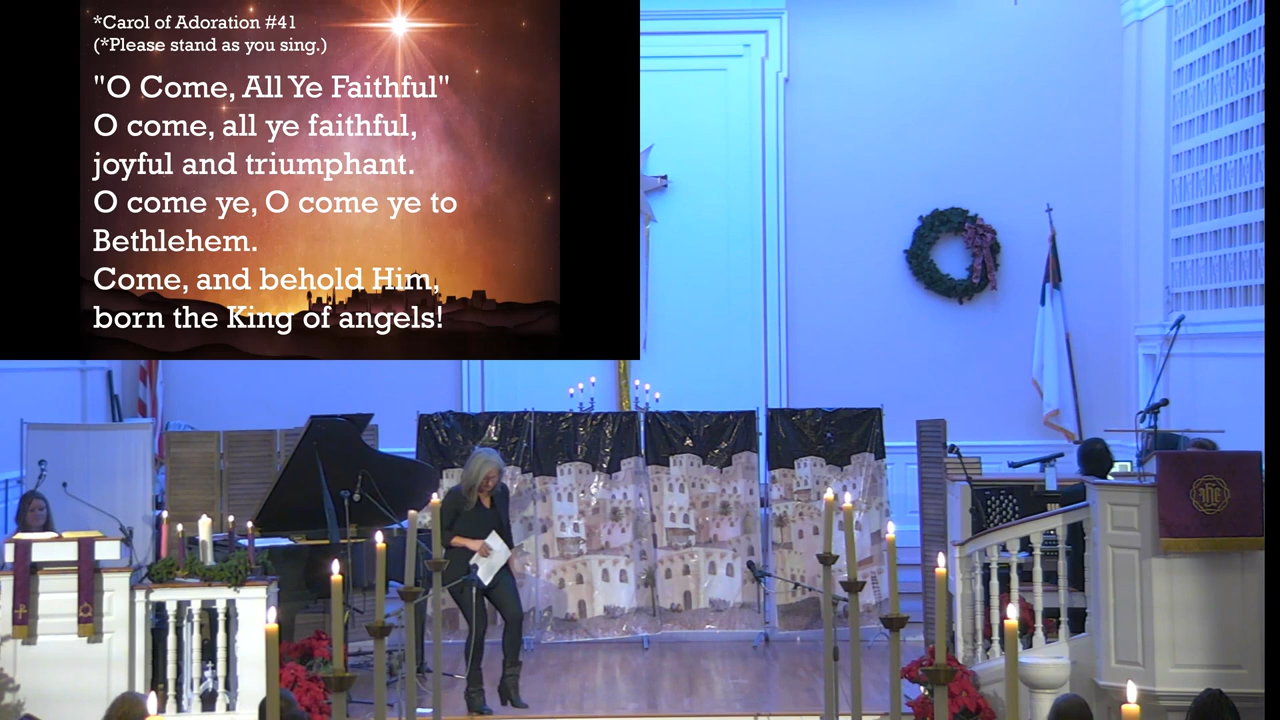 *Carol of Adoration #41
(*Please stand as you sing.)
"O Come, All Ye Faithful"
O come, all ye faithful,
joyful and triumphant.
O come ye, O come ye to
Bethlehem.
Come, and behold Him,
born the King of angels!
ihc